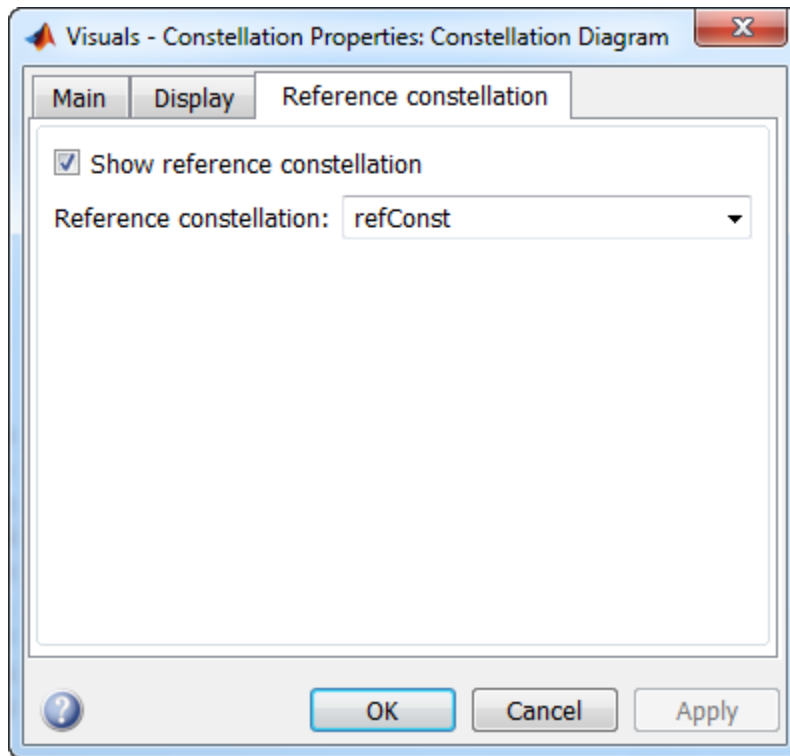 Visuals - Constellation Properties: Constellation Diagram
Main Display Reference constellation
Show reference constellation
Reference constellation: refConst
OK Cancel Apply